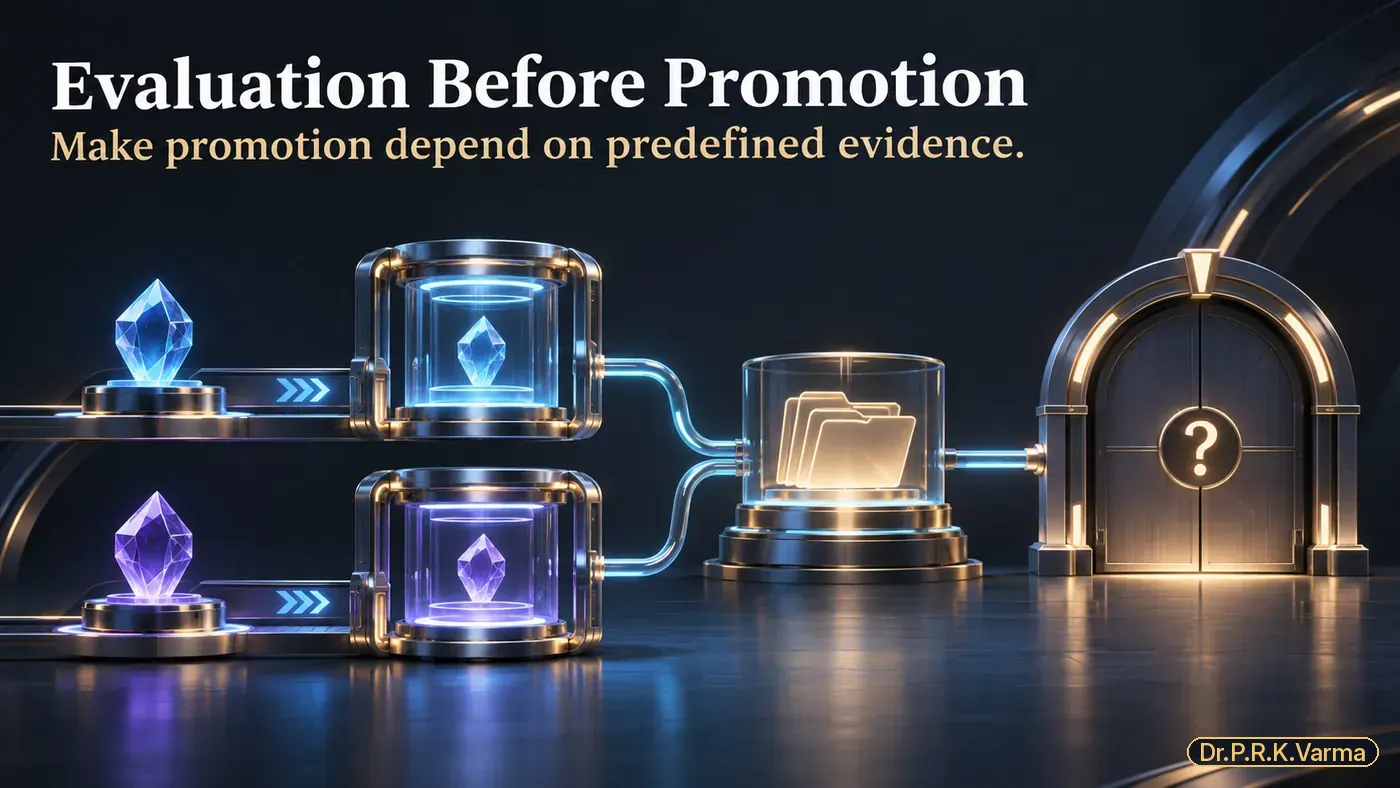 Evaluation Before Promotion
Make promotion depend on predefined evidence.
?
Dr.P.R.K.Varma